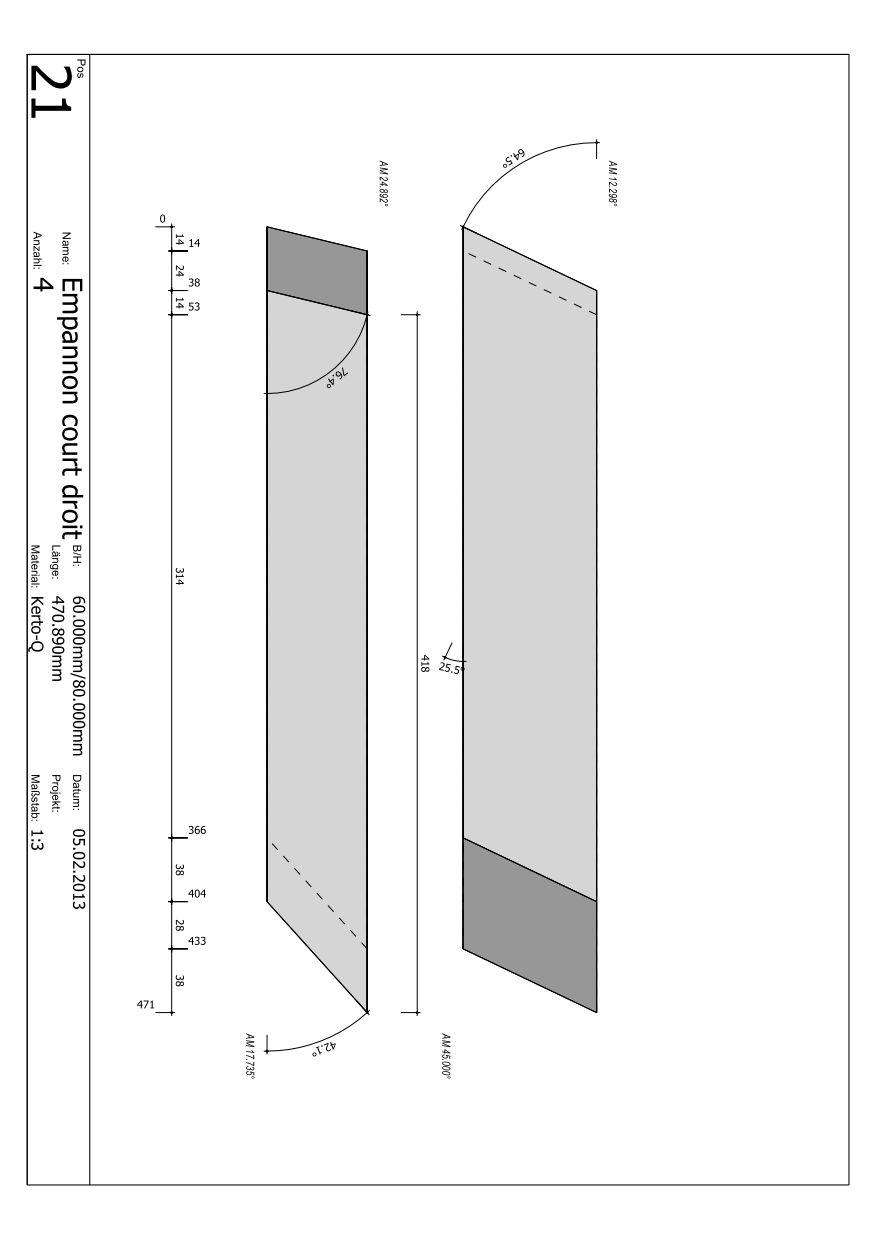 Pos
21
Name: Empannon court droit
Anzahl: 4
B/H: 60.000mm/80.000mm
Länge: 470.890mm
Material: Kerto-Q
Datum: 05.02.2013
Projekt:
Maßstab: 1:3
AM 24.892°
AM 12.298°
64.5°
0
14
14
24
38
14
53
76.4°
314
418
25.5°
366
38
404
28
433
38
471
42.1°
AM 17.735°
AM 45.000°